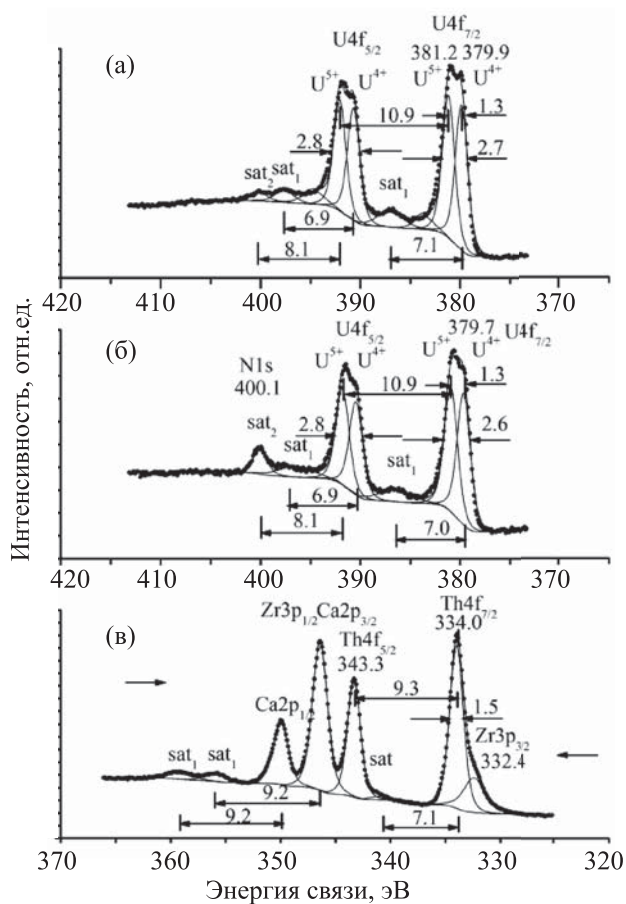 Интенсивность, отн.ед.
(а)
U4f5/2
U4f7/2
381.2 379.9
U5+ U4+
U5+ U4+
10.9
1.3
2.8
2.7
sat2 sat1
sat1
6.9
8.1
7.1
420 410 400 390 380 370
(б)
U4f5/2
379.7 U4f7/2
U5+ U4+
U5+ U4+
N1s
400.1
10.9
1.3
sat2
2.8
2.6
sat1
sat1
6.9
8.1
7.0
420 410 400 390 380 370
(в)
Th4f7/2
334.0
Zr3p1/2 Ca2p3/2
Th4f5/2
343.3
9.3
Ca2p1/2
1.5
Zr3p3/2
332.4
sat1 sat1
sat
9.2
9.2
7.1
370 360 350 340 330 320
Энергия связи, эВ